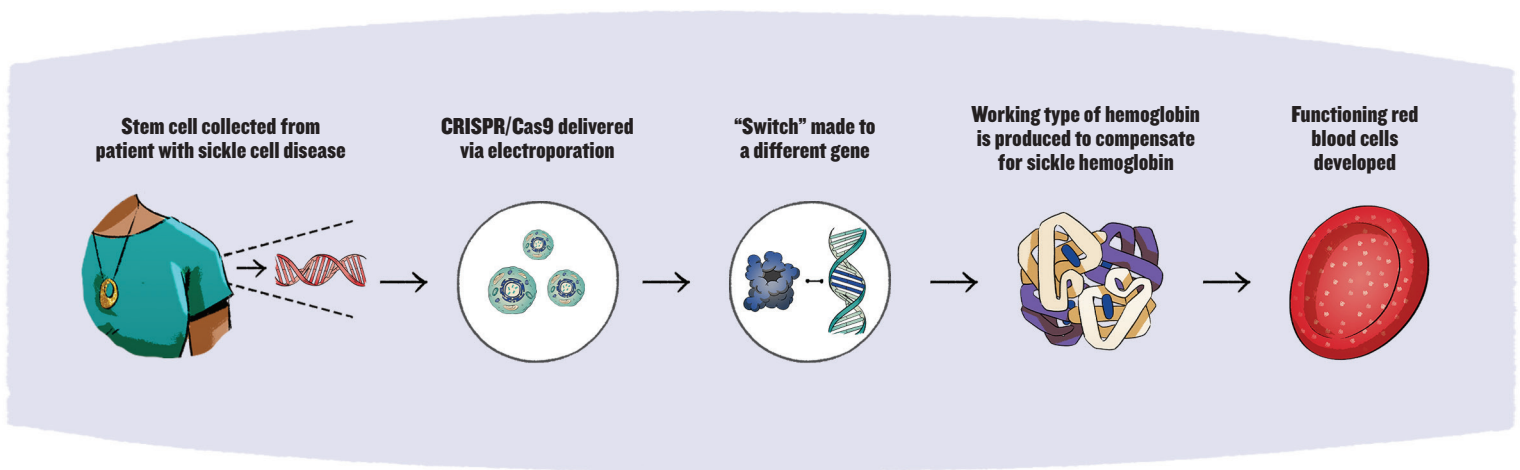 Stem cell collected from
patient with sickle cell disease
CRISPR/Cas9 delivered
via electroporation
“Switch” made to
a different gene
Working type of hemoglobin
is produced to compensate
for sickle hemoglobin
Functioning red
blood cells
developed